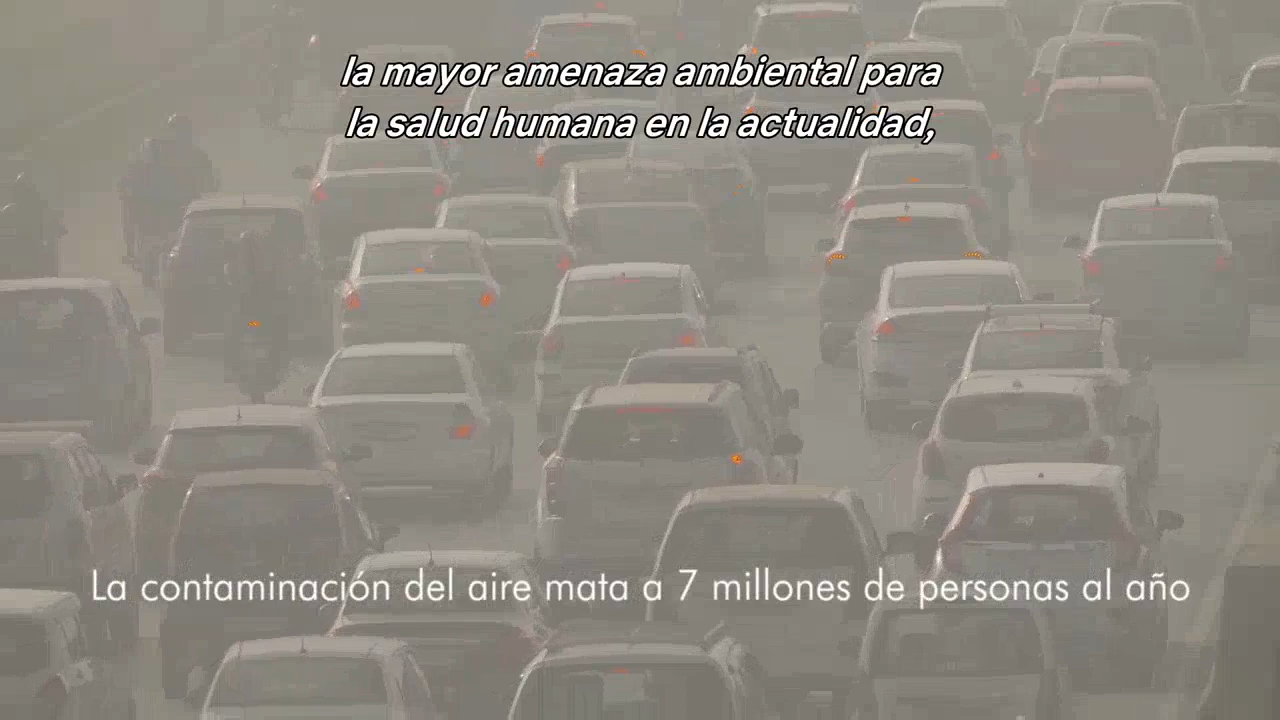 la mayor amenaza ambiental para
la salud humana en la actualidad,
La contaminación del aire mata a 7 millones de personas al año